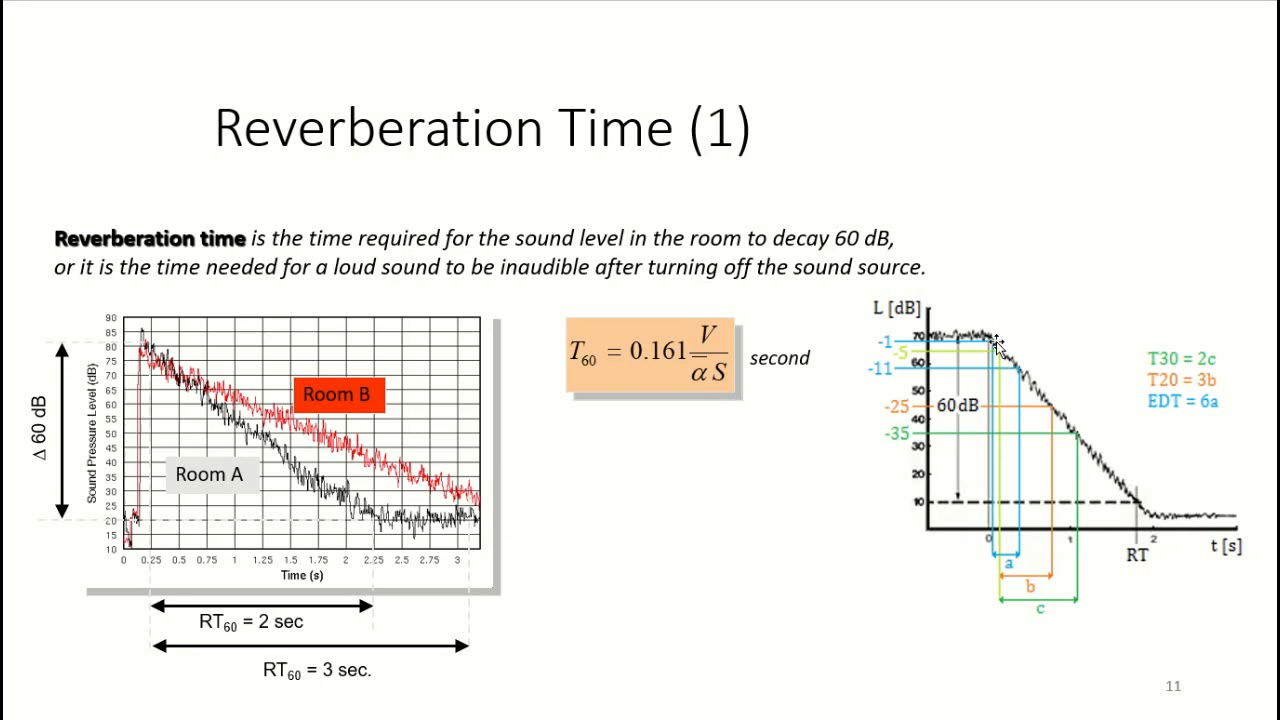 Reverberation Time (1)
Reverberation time is the time required for the sound level in the room to decay 60 dB,
or it is the time needed for a loud sound to be inaudible after turning off the sound source.
Δ 60 dB
Sound Pressure Level (dB)
90
85
80
75
70
65
60
55
50
45
40
35
30
25
20
15
10
Room B
Room A
0 0.25 0.5 0.75 1 1.25 1.5 1.75 2 2.25 2.5 2.75 3
Time (s)
RT60 = 2 sec
RT60 = 3 sec.
T60 = 0.161 V / ᾱ S
second
L [dB]
70
-1
-5
60
-11
-25
60 dB
-35
30
20
10
0 1 2
RT
t [s]
a
b
c
T30 = 2c
T20 = 3b
EDT = 6a
11